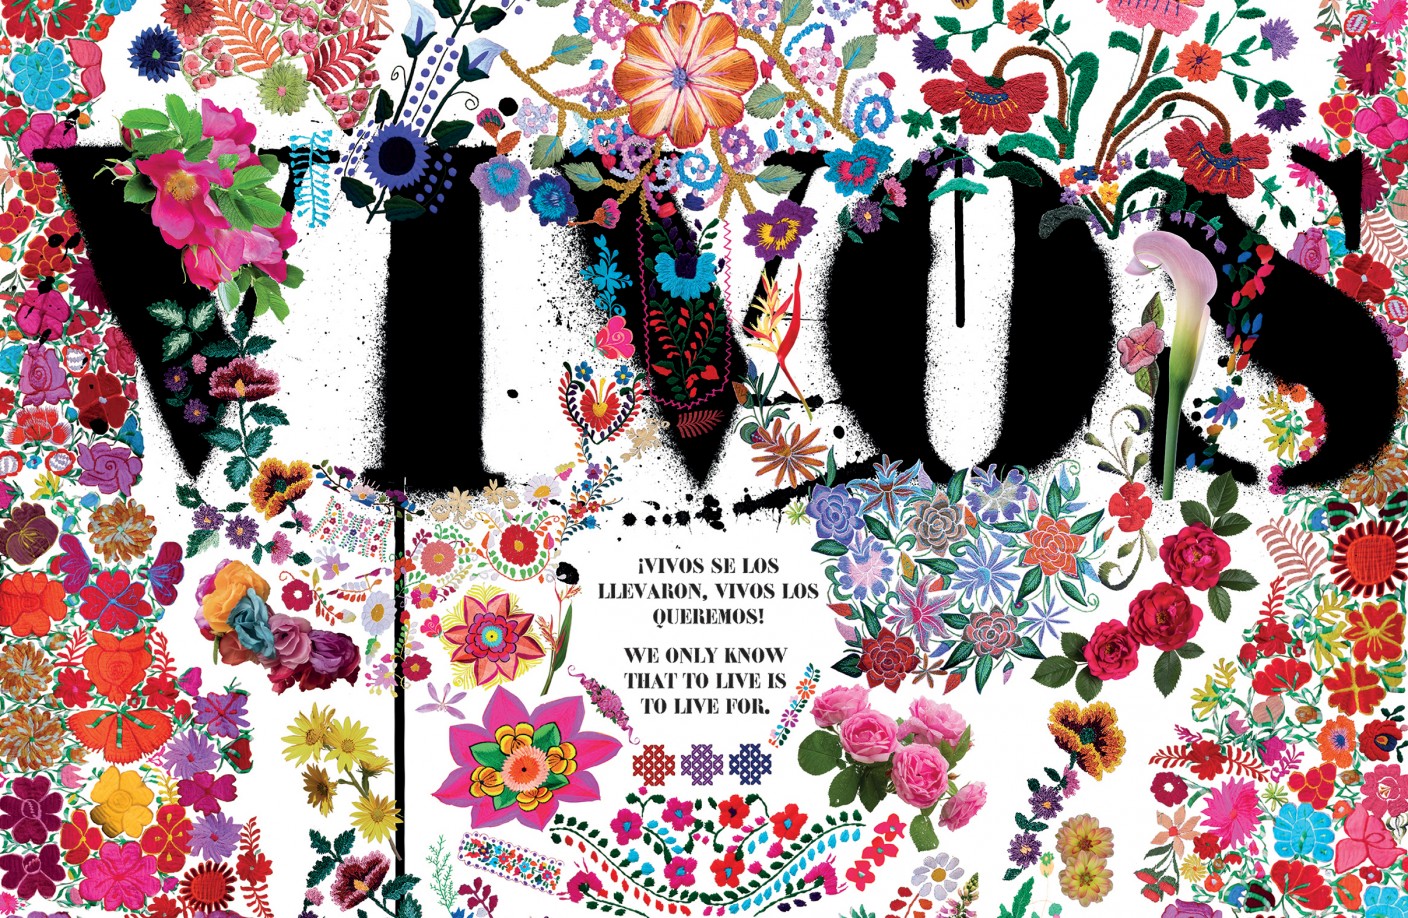 VIVOS
¡VIVOS SE LOS
LLEVARON, VIVOS LOS
QUEREMOS!
WE ONLY KNOW
THAT TO LIVE IS
TO LIVE FOR.